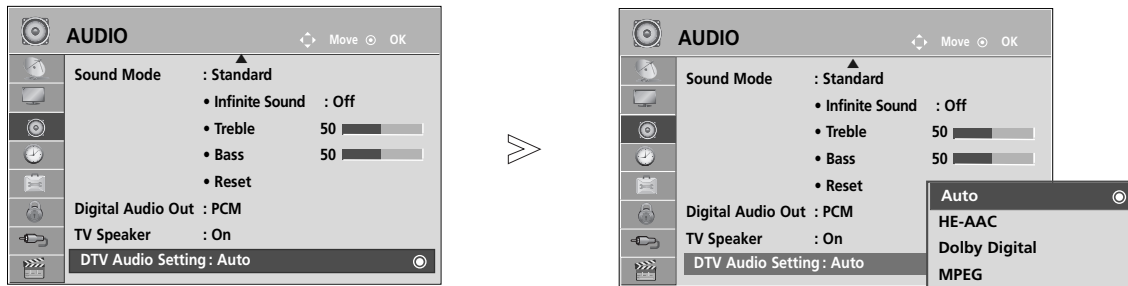 AUDIO
Move OK
Sound Mode : Standard
• Infinite Sound : Off
• Treble 50
• Bass 50
• Reset
Digital Audio Out : PCM
TV Speaker : On
DTV Audio Setting : Auto
AUDIO
Move OK
Sound Mode : Standard
• Infinite Sound : Off
• Treble 50
• Bass 50
• Reset
Digital Audio Out : PCM
TV Speaker : On
DTV Audio Setting : Auto
Auto
HE-AAC
Dolby Digital
MPEG